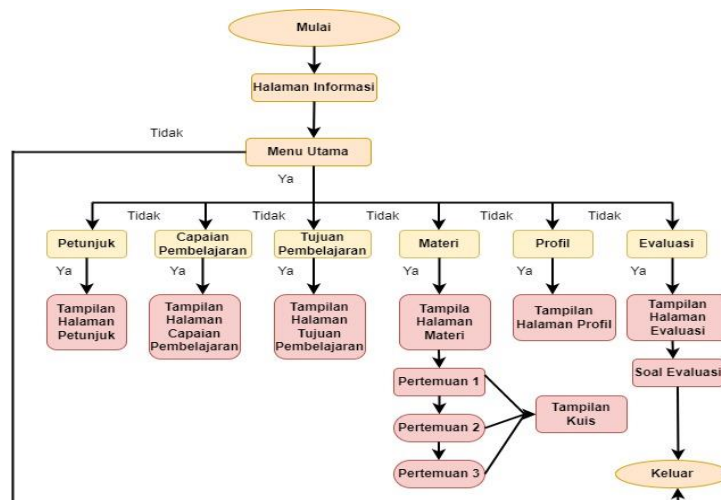 Mulai
Halaman Informasi
Tidak
Menu Utama
Ya
Tidak
Tidak
Tidak
Tidak
Tidak
Petunjuk
Capaian
Pembelajaran
Tujuan
Pembelajaran
Materi
Profil
Evaluasi
Ya
Ya
Ya
Ya
Ya
Ya
Tampilan
Halaman
Petunjuk
Tampilan
Halaman
Capaian
Pembelajaran
Tampilan
Halaman
Tujuan
Pembelajaran
Tampila
Halaman
Materi
Tampilan
Halaman Profil
Tampilan
Halaman
Evaluasi
Soal Evaluasi
Pertemuan 1
Pertemuan 2
Pertemuan 3
Tampilan
Kuis
Keluar